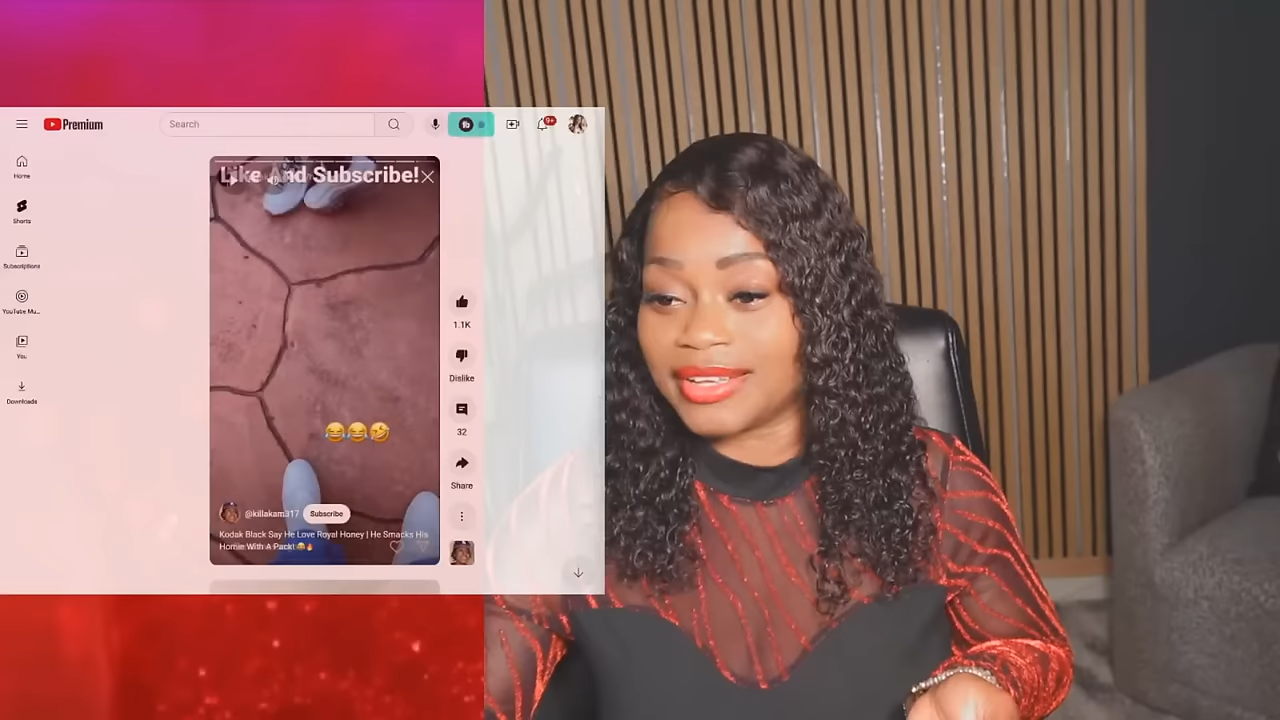 Premium
Search
9+
Home
Shorts
Subscriptions
YouTube Mu...
You
Downloads
Like And Subscribe!
1.1K
Dislike
32
Share
@killakam317
Subscribe
Kodak Black Say He Love Royal Honey | He Smacks His
Homie With A Pack! 😂🔥